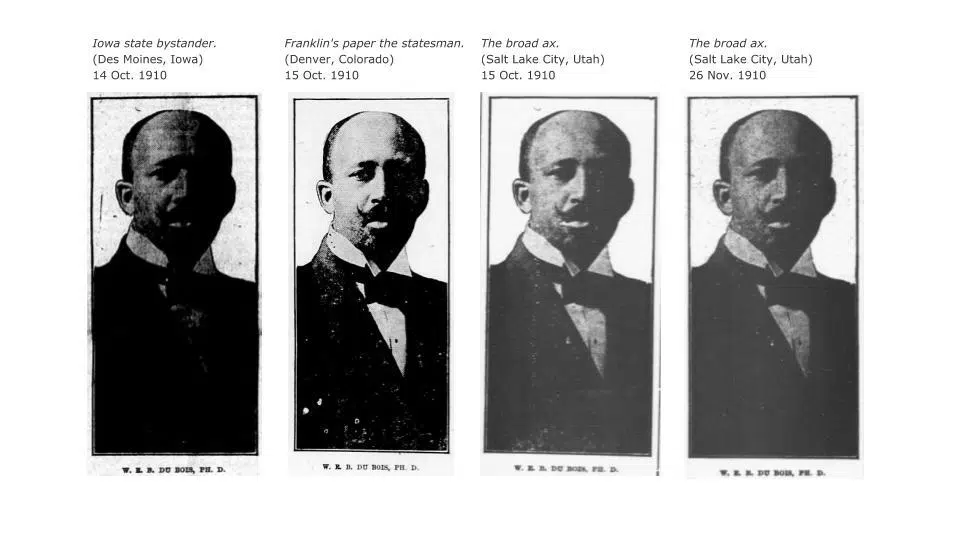 Iowa state bystander.
(Des Moines, Iowa)
14 Oct. 1910
Franklin's paper the statesman.
(Denver, Colorado)
15 Oct. 1910
The broad ax.
(Salt Lake City, Utah)
15 Oct. 1910
The broad ax.
(Salt Lake City, Utah)
26 Nov. 1910
W. E. B. DU BOIS, PH. D.
W. E. B. DU BOIS, PH. D.
W. E. B. DU BOIS, PH. D.
W. E. B. DU BOIS, PH. D.